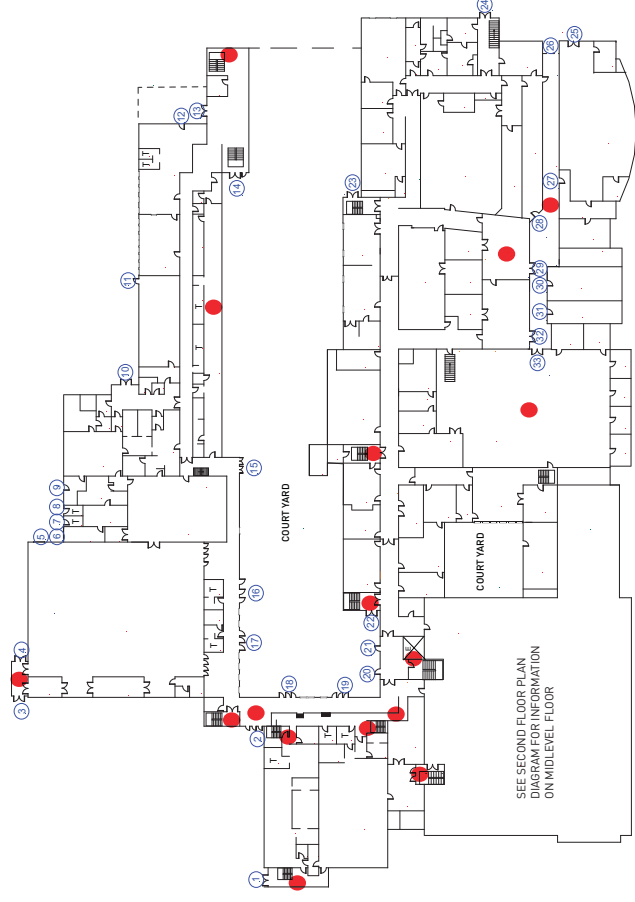 24
26
25
12
13
14
23
27
28
11
T
T
29
30
31
32
33
10
T
T
15
9
8
7
6
5
T
T
COURT YARD
COURT YARD
16
T
T
17
22
21
20
E
4
3
18
19
2
T
T
T
T
1
SEE SECOND FLOOR PLAN
DIAGRAM FOR INFORMATION
ON MIDLEVEL FLOOR